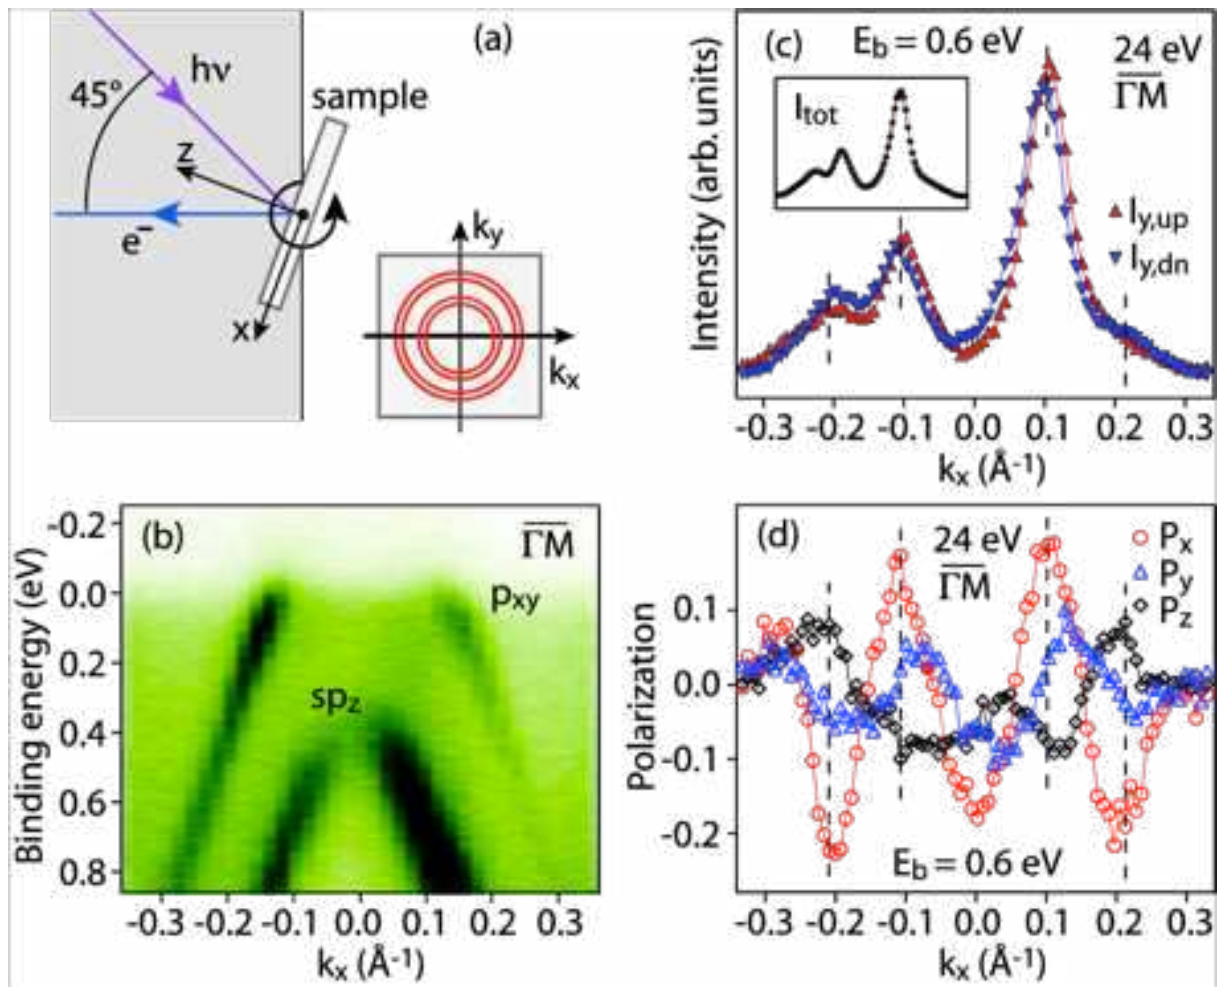 (a)
hν
45°
sample
z
e⁻
x
k_y
k_x
(b)
Γ̅M̅
p_xy
sp_z
Binding energy (eV)
-0.2
0.0
0.2
0.4
0.6
0.8
-0.3 -0.2 -0.1 0.0 0.1 0.2 0.3
k_x (Å⁻¹)
(c)
E_b = 0.6 eV
24 eV
Γ̅M̅
I_tot
I_y,up
I_y,dn
Intensity (arb. units)
-0.3 -0.2 -0.1 0.0 0.1 0.2 0.3
k_x (Å⁻¹)
(d)
24 eV
Γ̅M̅
P_x
P_y
P_z
Polarization
0.1
0.0
-0.1
-0.2
E_b = 0.6 eV
-0.3 -0.2 -0.1 0.0 0.1 0.2 0.3
k_x (Å⁻¹)